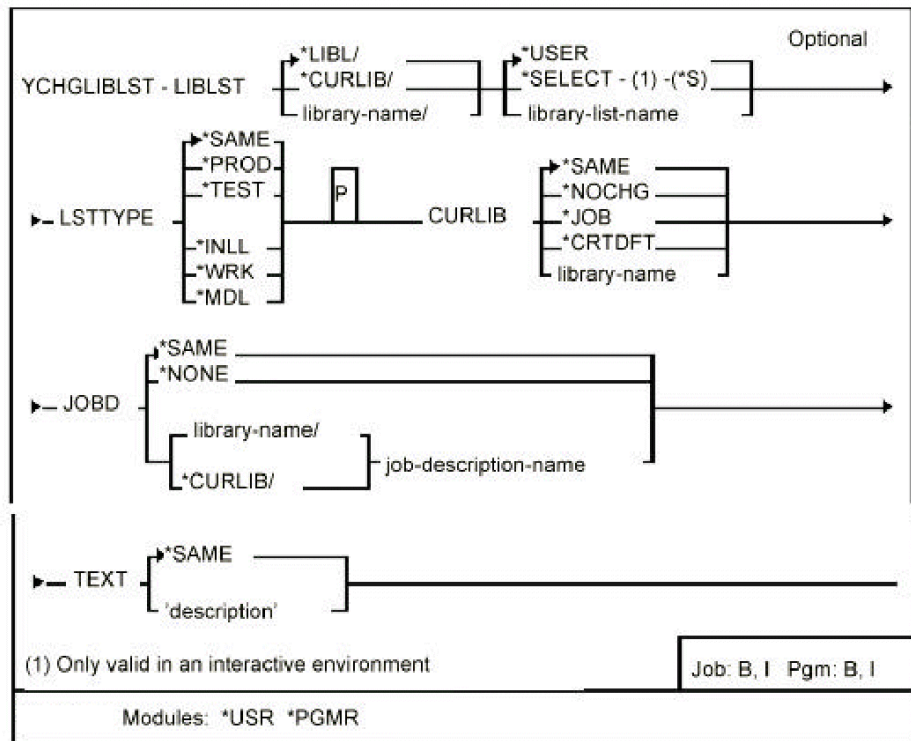 Optional
*LIBL/
*USER
YCHGLIBLST - LIBLST
*CURLIB/
*SELECT - (1) -(*S)
library-name/
library-list-name
*SAME
*PROD
*TEST
P
*SAME
*NOCHG
LSTTYPE
CURLIB
*JOB
*INLL
*CRTDFT
*WRK
library-name
*MDL
*SAME
*NONE
JOBD
library-name/
job-description-name
*CURLIB/
*SAME
TEXT
'description'
(1) Only valid in an interactive environment
Job: B, I Pgm: B, I
Modules: *USR *PGMR